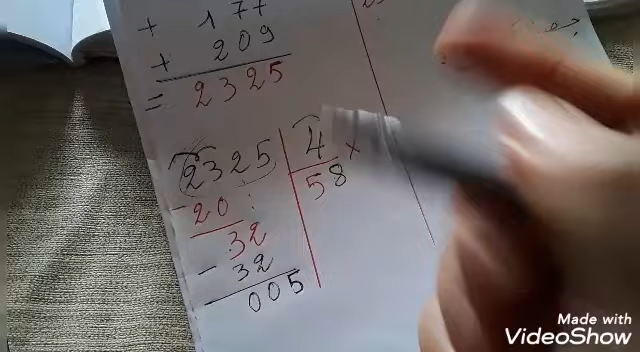 + 177
+ 209
= 2325
2325 4 ×
- 20 58
32
- 32
005
Made with
VideoShow